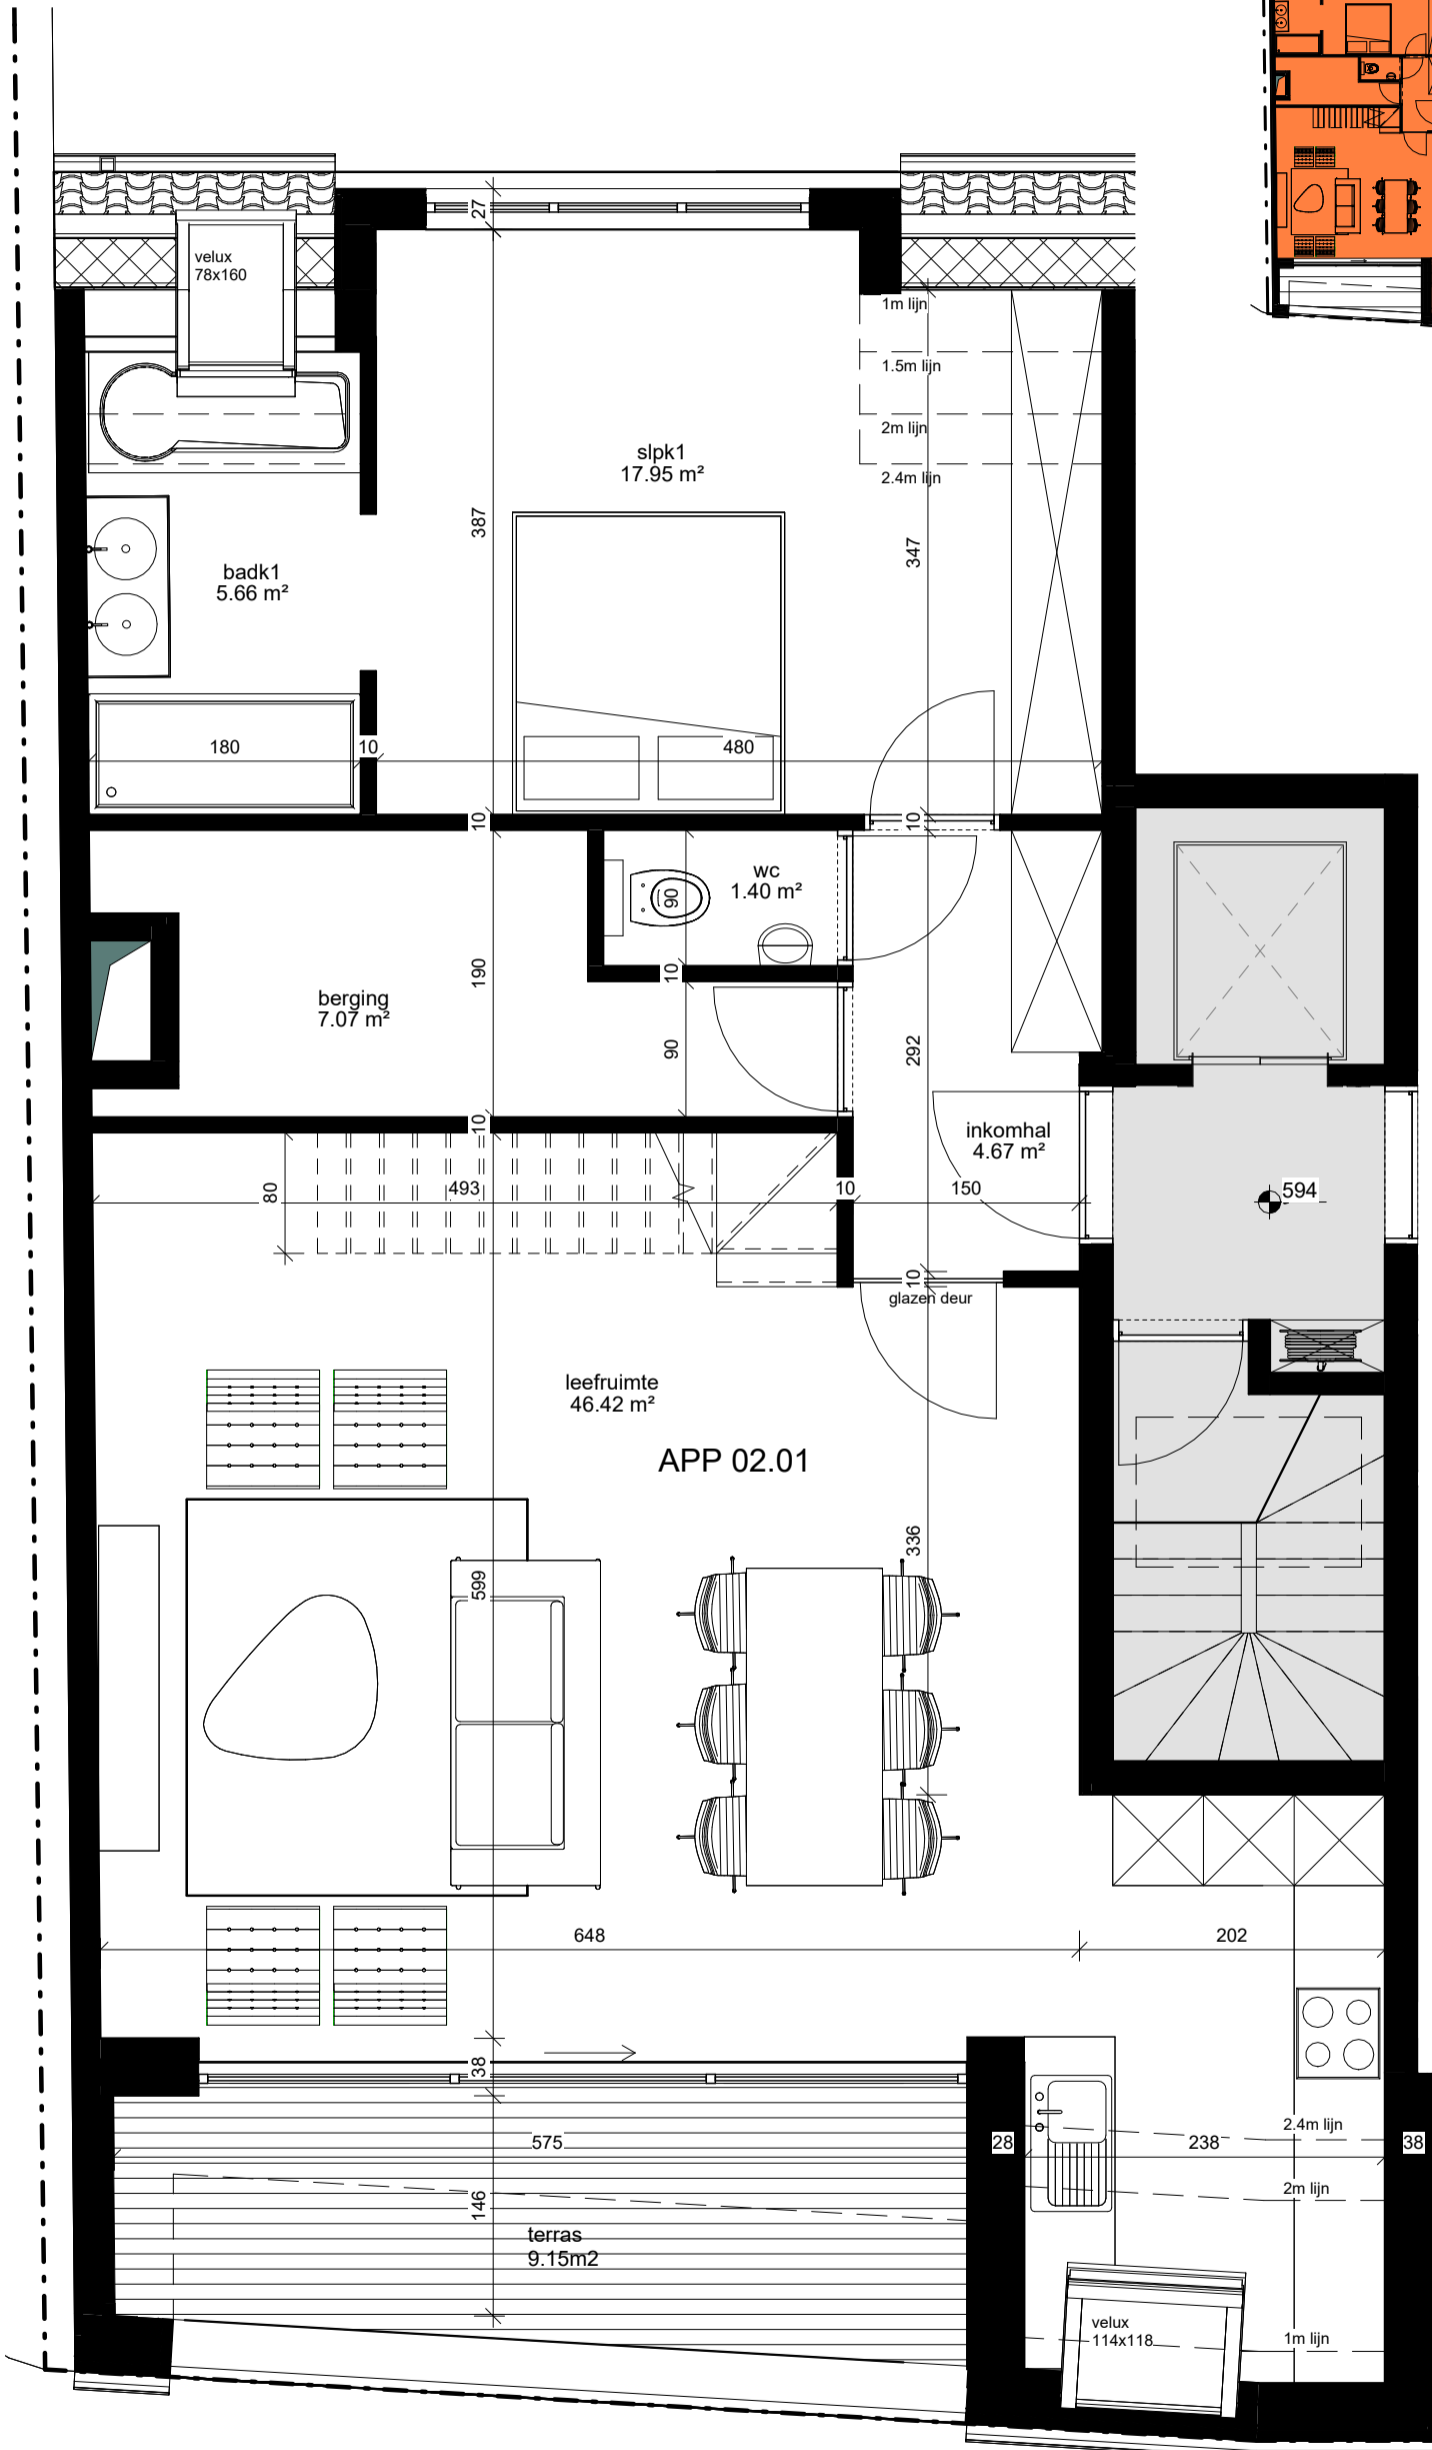 27
velux
78x160
1m lijn
1.5m lijn
2m lijn
2.4m lijn
slpk1
17.95 m²
387
347
badk1
5.66 m²
180
10
480
10
10
wc
1.40 m²
90
10
190
berging
7.07 m²
90
292
10
inkomhal
4.67 m²
80
493
10
150
594
10
glazen deur
leefruimte
46.42 m²
APP 02.01
336
599
648
202
38
575
28
238
38
2.4m lijn
2m lijn
146
terras
9.15m2
velux
114x118
1m lijn